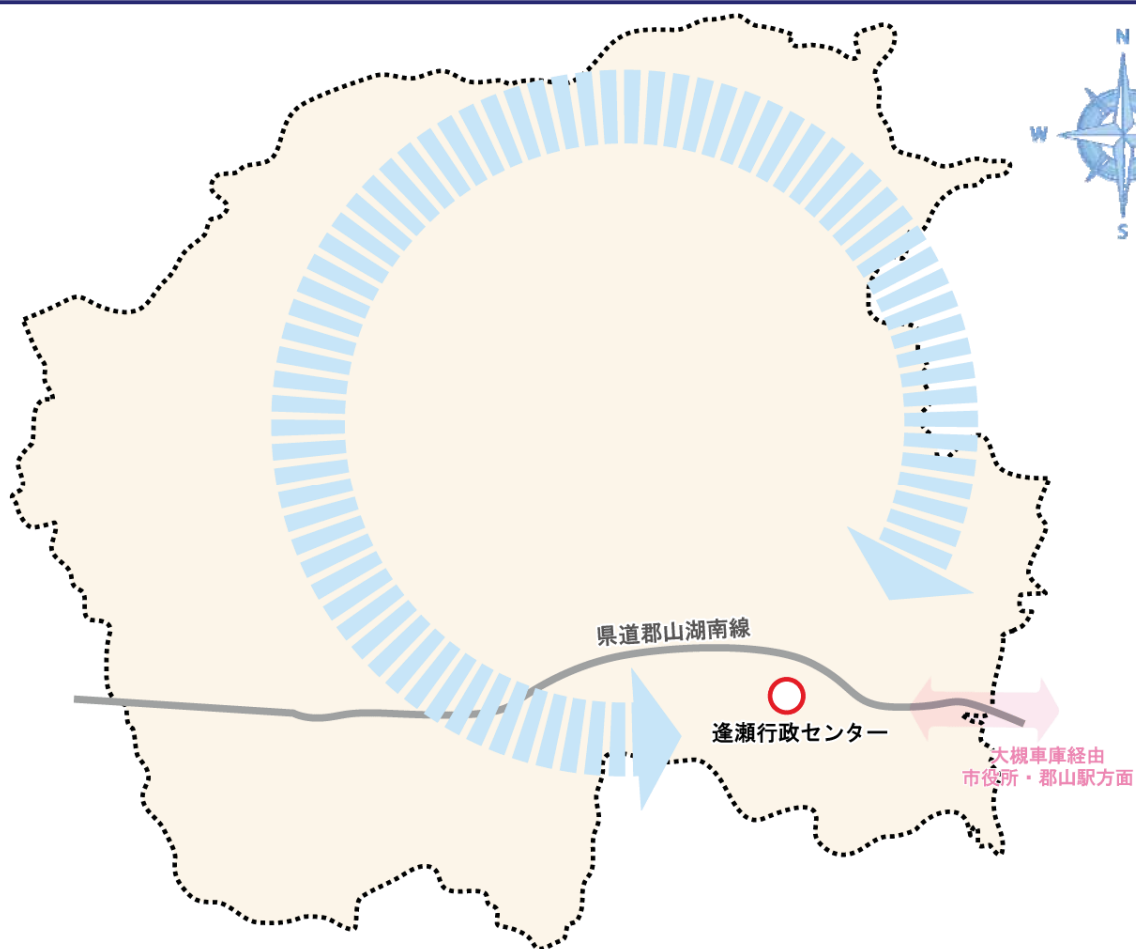 N
W
S
県道郡山湖南線
逢瀬行政センター
大槻車庫経由
市役所・郡山駅方面